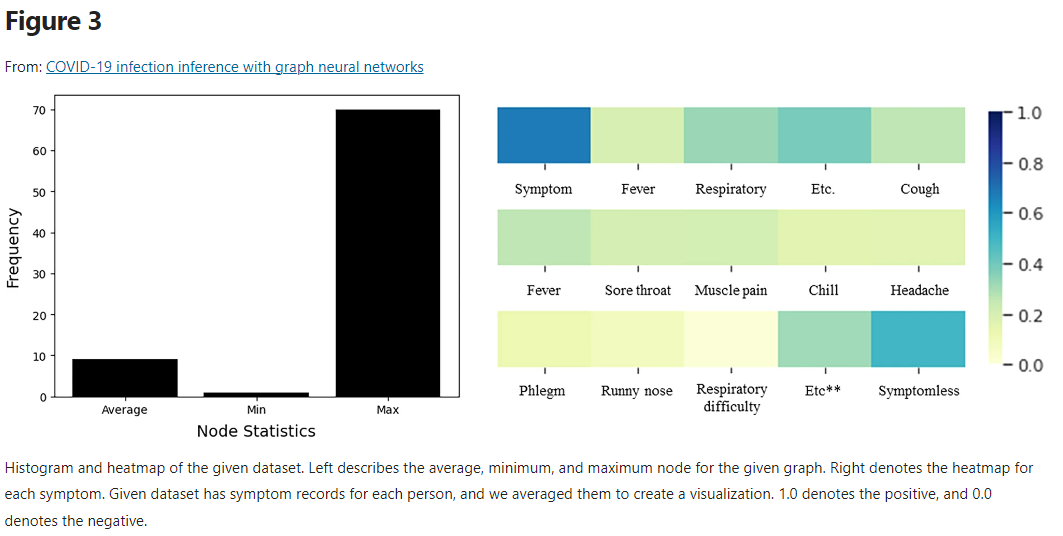 Figure 3
From: COVID-19 infection inference with graph neural networks
70
60
50
40
30
20
10
0
Frequency
Average Min Max
Node Statistics
Symptom Fever Respiratory Etc. Cough
Fever Sore throat Muscle pain Chill Headache
Phlegm Runny nose Respiratory difficulty Etc** Symptomless
1.0
0.8
0.6
0.4
0.2
0.0
Histogram and heatmap of the given dataset. Left describes the average, minimum, and maximum node for the given graph. Right denotes the heatmap for
each symptom. Given dataset has symptom records for each person, and we averaged them to create a visualization. 1.0 denotes the positive, and 0.0
denotes the negative.